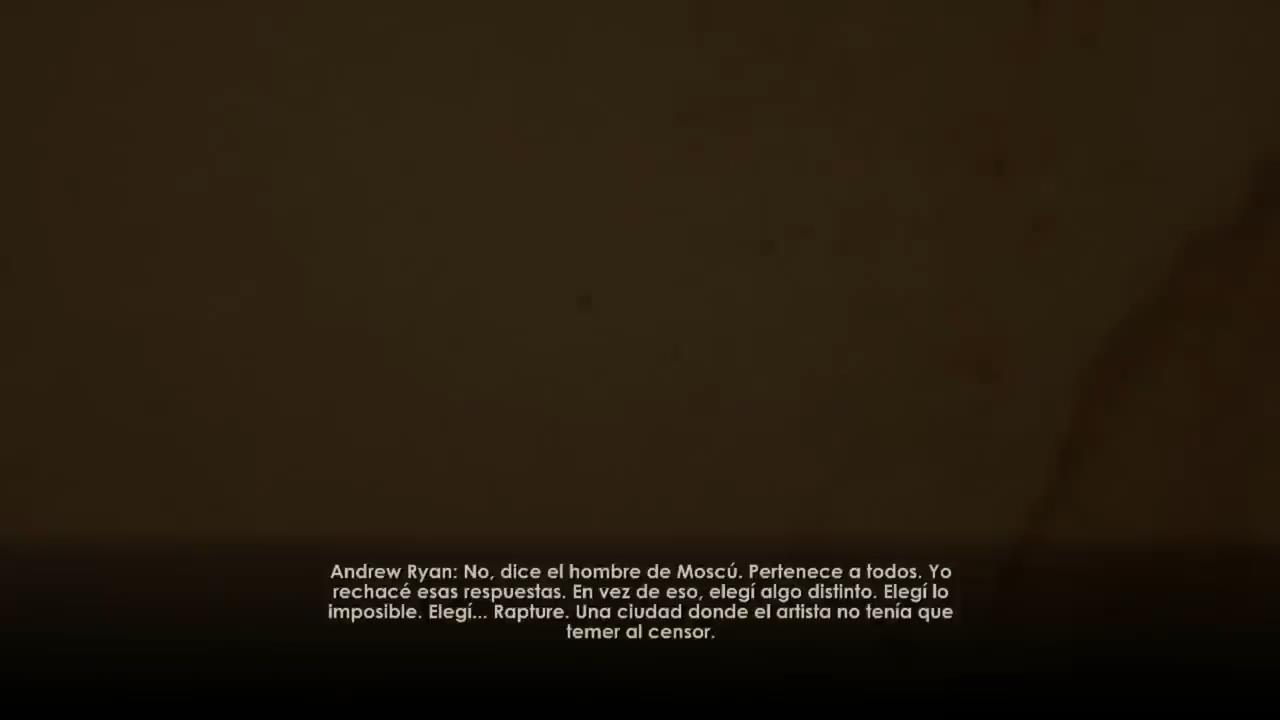 Andrew Ryan: No, dice el hombre de Moscú. Pertenece a todos. Yo
rechacé esas respuestas. En vez de eso, elegí algo distinto. Elegí lo
imposible. Elegí... Rapture. Una ciudad donde el artista no tenía que
temer al censor.